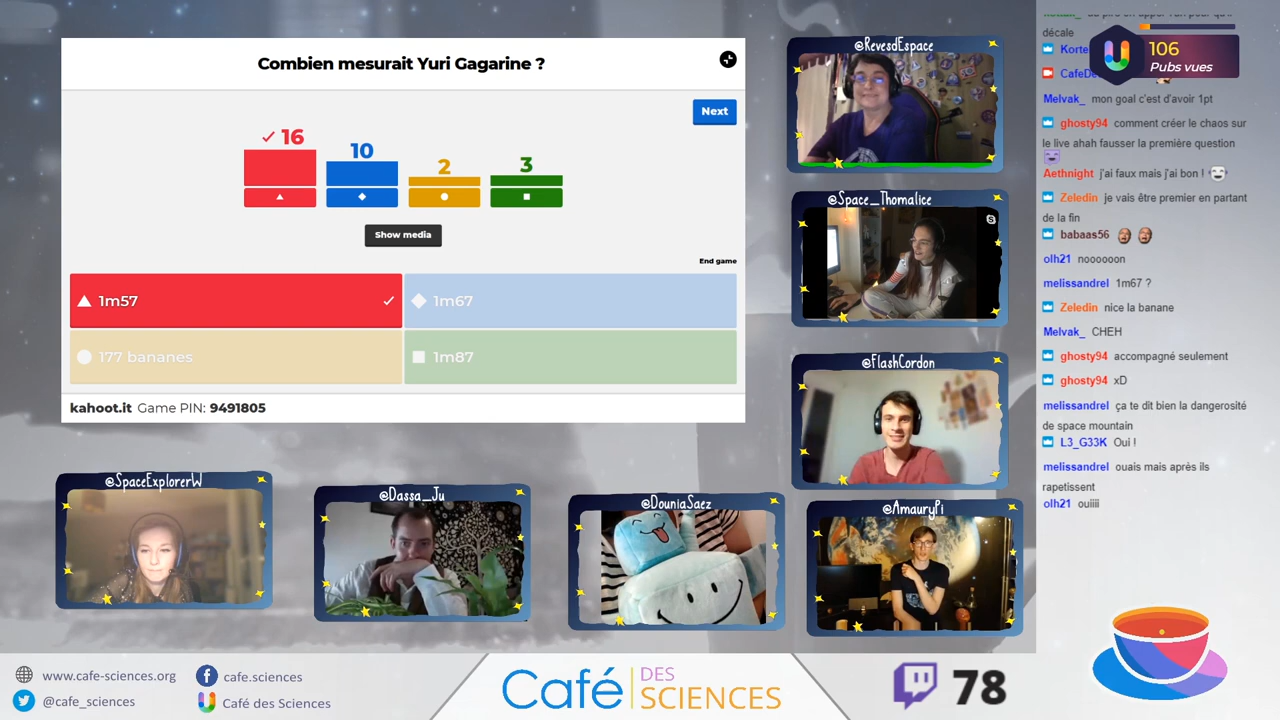 Combien mesurait Yuri Gagarine ?
Next
16
10
2
3
Show media
End game
1m57
1m67
177 bananes
1m87
kahoot.it Game PIN: 9491805
@RevesdEspace
@Space_Thomalice
@FlashCordon
@SpaceExplorerW
@Dassa_Ju
@DouniaSaez
@AmauryPi
106
Pubs vues
décale
Korte
CafeDe
Melvak_ mon goal c'est d'avoir 1pt
ghosty94 comment créer le chaos sur
le live ahah fausser la première question
Aethnight j'ai faux mais j'ai bon !
Zeledin je vais être premier en partant
de la fin
babaas56
olh21 noooooon
melissandrel 1m67 ?
Zeledin nice la banane
Melvak_ CHEH
ghosty94 accompagné seulement
ghosty94 xD
melissandrel ça te dit bien la dangerosité
de space mountain
L3_G33K Oui !
melissandrel ouais mais après ils
rapetissent
olh21 ouiiii
www.cafe-sciences.org
cafe.sciences
@cafe_sciences
Café des Sciences
Café DES
SCIENCES
78